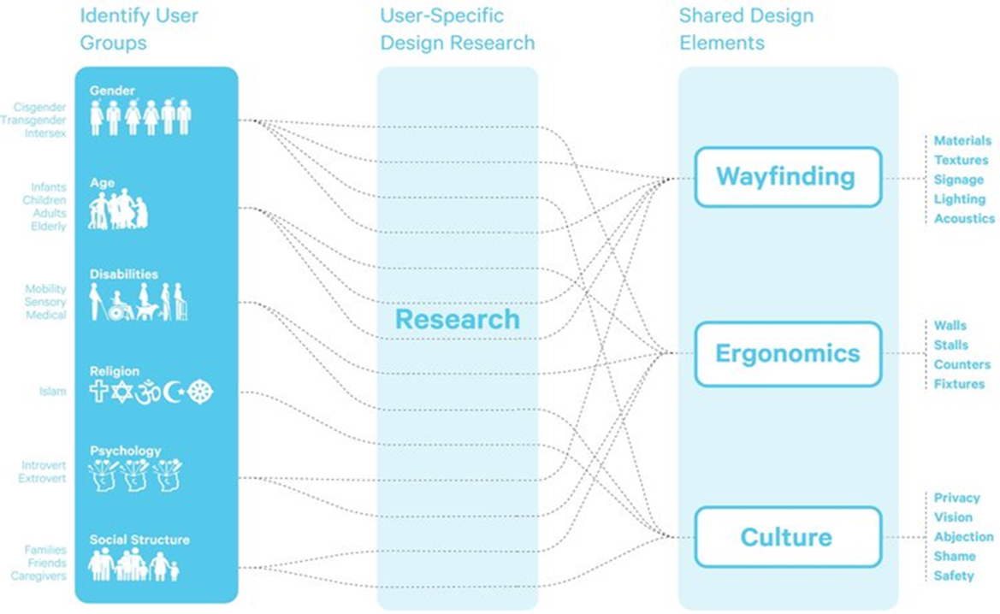 Identify User
Groups
User-Specific
Design Research
Shared Design
Elements
Gender
Cisgender
Transgender
Intersex
Age
Infants
Children
Adults
Elderly
Disabilities
Mobility
Sensory
Medical
Religion
Islam
Psychology
Introvert
Extrovert
Social Structure
Families
Friends
Caregivers
Research
Wayfinding
Materials
Textures
Signage
Lighting
Acoustics
Ergonomics
Walls
Stalls
Counters
Fixtures
Culture
Privacy
Vision
Abjection
Shame
Safety